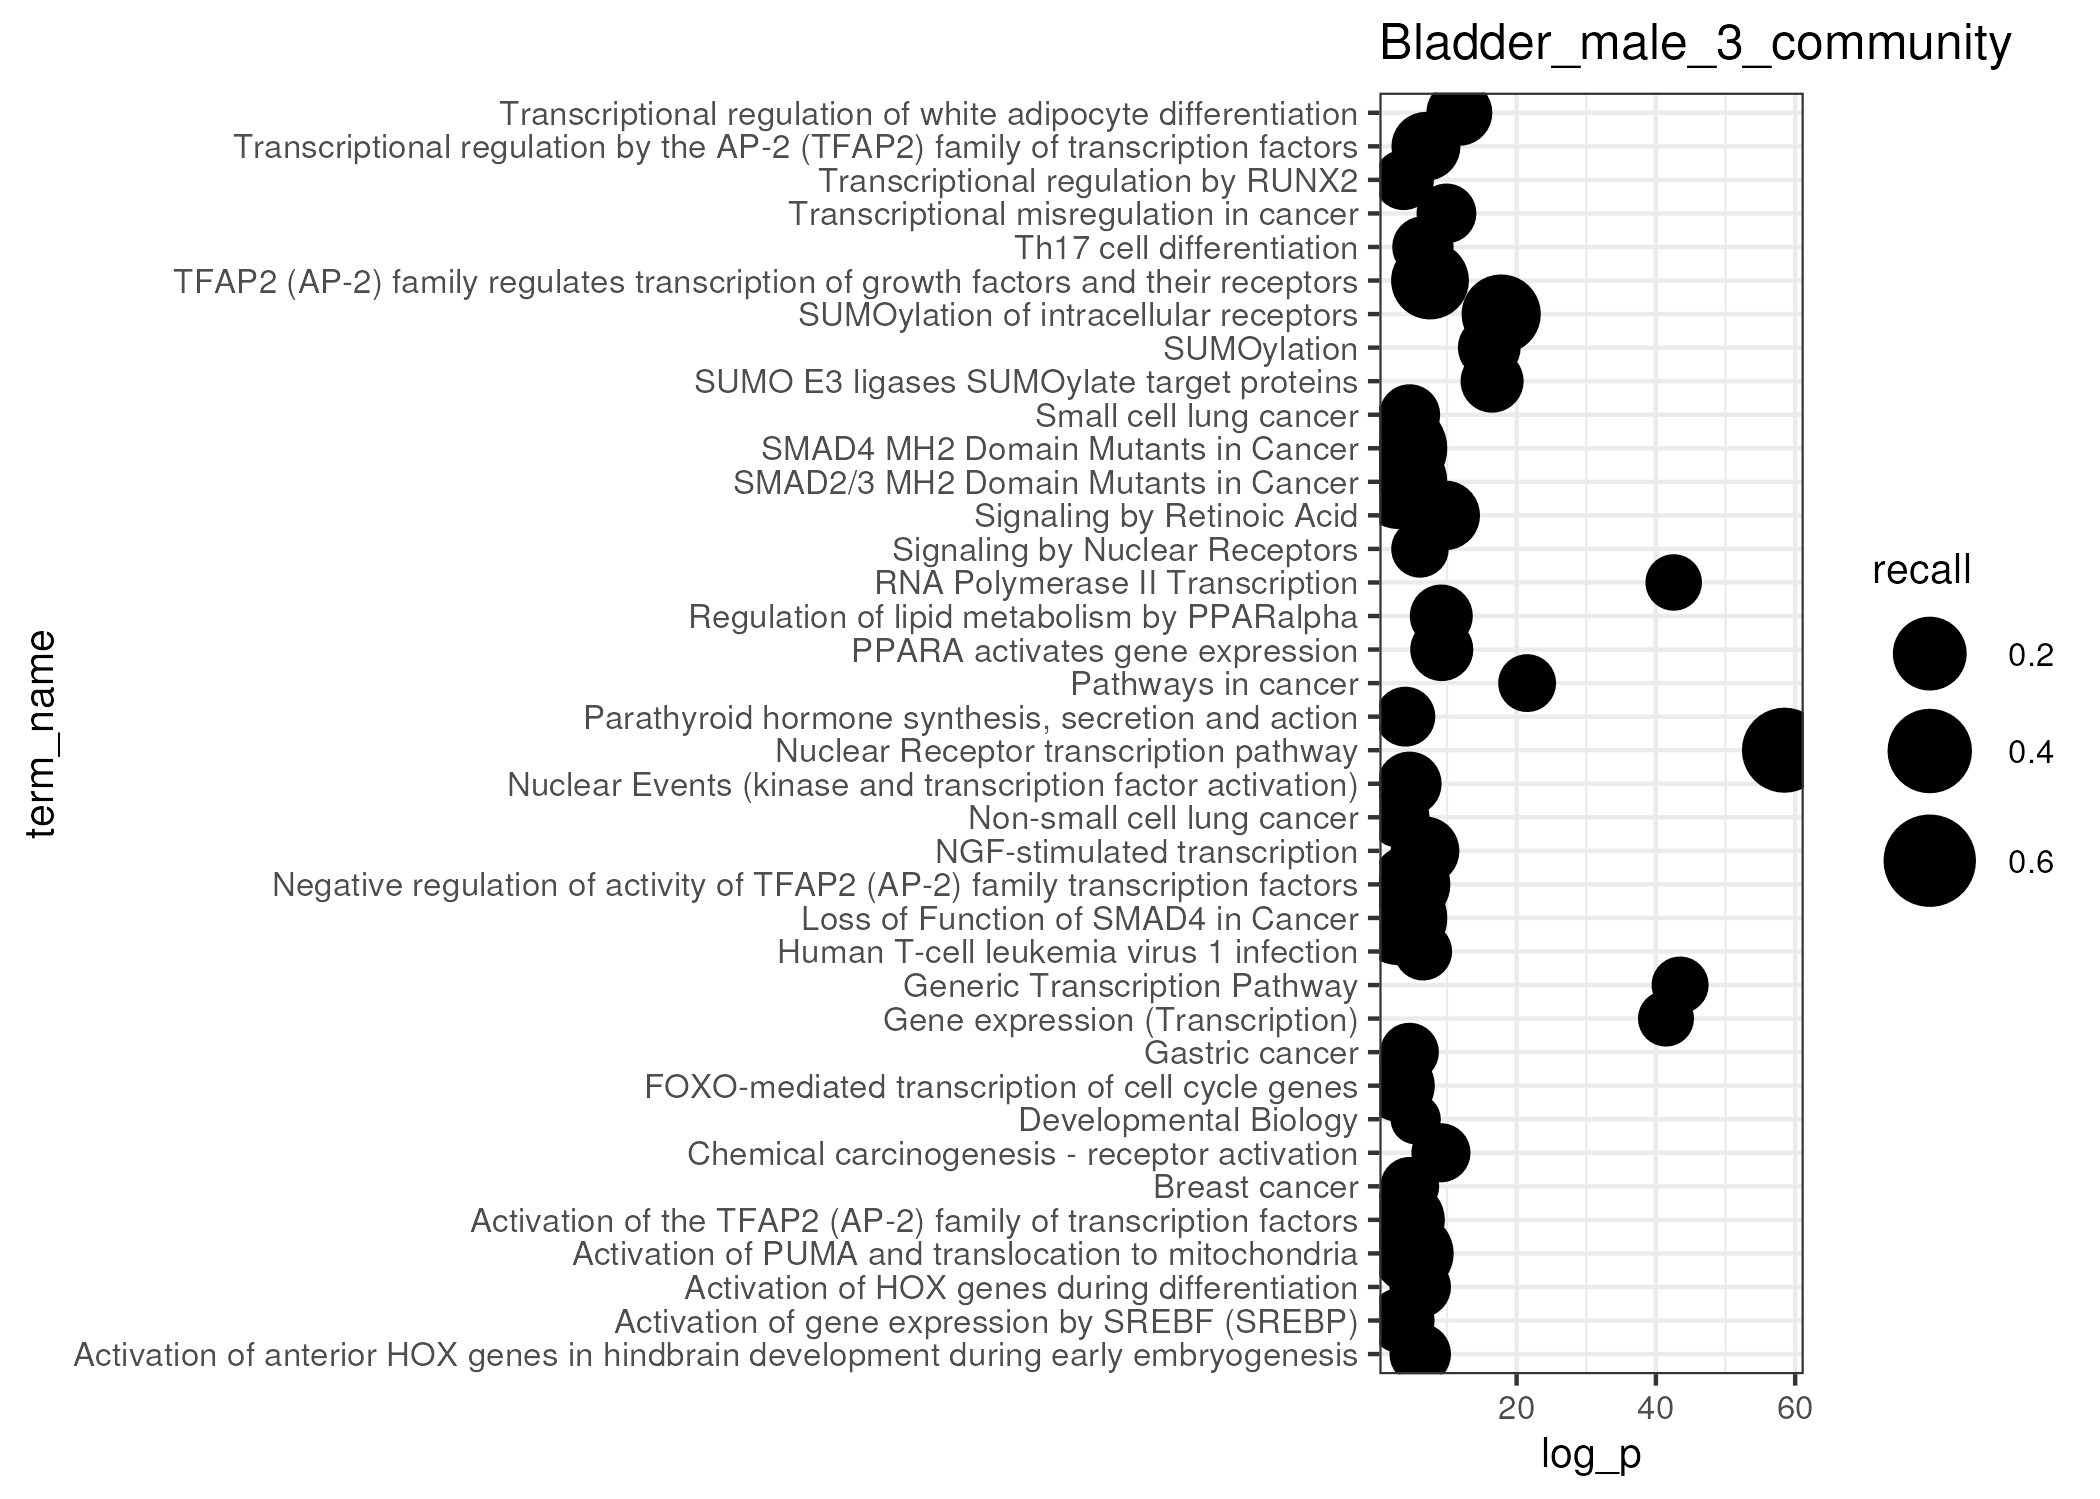 Bladder_male_3_community
Transcriptional regulation of white adipocyte differentiation
Transcriptional regulation by the AP-2 (TFAP2) family of transcription factors
Transcriptional regulation by RUNX2
Transcriptional misregulation in cancer
Th17 cell differentiation
TFAP2 (AP-2) family regulates transcription of growth factors and their receptors
SUMOylation of intracellular receptors
SUMOylation
SUMO E3 ligases SUMOylate target proteins
Small cell lung cancer
SMAD4 MH2 Domain Mutants in Cancer
SMAD2/3 MH2 Domain Mutants in Cancer
Signaling by Retinoic Acid
Signaling by Nuclear Receptors
RNA Polymerase II Transcription
Regulation of lipid metabolism by PPARalpha
PPARA activates gene expression
Pathways in cancer
Parathyroid hormone synthesis, secretion and action
Nuclear Receptor transcription pathway
Nuclear Events (kinase and transcription factor activation)
Non-small cell lung cancer
NGF-stimulated transcription
Negative regulation of activity of TFAP2 (AP-2) family transcription factors
Loss of Function of SMAD4 in Cancer
Human T-cell leukemia virus 1 infection
Generic Transcription Pathway
Gene expression (Transcription)
Gastric cancer
FOXO-mediated transcription of cell cycle genes
Developmental Biology
Chemical carcinogenesis - receptor activation
Breast cancer
Activation of the TFAP2 (AP-2) family of transcription factors
Activation of PUMA and translocation to mitochondria
Activation of HOX genes during differentiation
Activation of gene expression by SREBF (SREBP)
Activation of anterior HOX genes in hindbrain development during early embryogenesis
term_name
20 40 60
log_p
recall
0.2
0.4
0.6